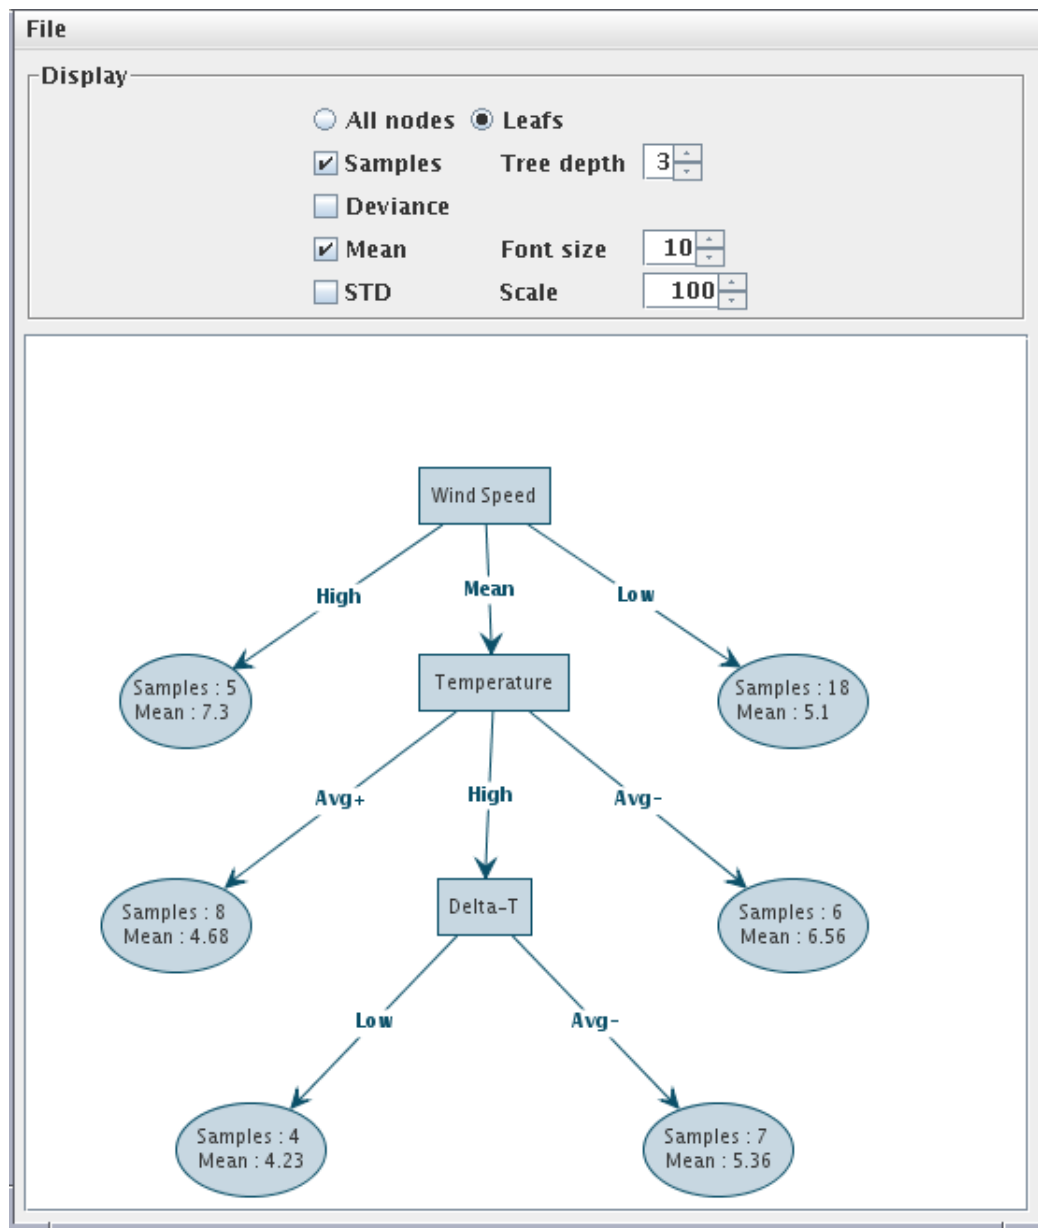 File
Display
All nodes Leafs
Samples Tree depth 3
Deviance
Mean Font size 10
STD Scale 100
Wind Speed
High Mean Low
Samples : 5
Mean : 7.3
Temperature
Samples : 18
Mean : 5.1
Avg+ High Avg-
Samples : 8
Mean : 4.68
Delta-T
Samples : 6
Mean : 6.56
Low Avg-
Samples : 4
Mean : 4.23
Samples : 7
Mean : 5.36